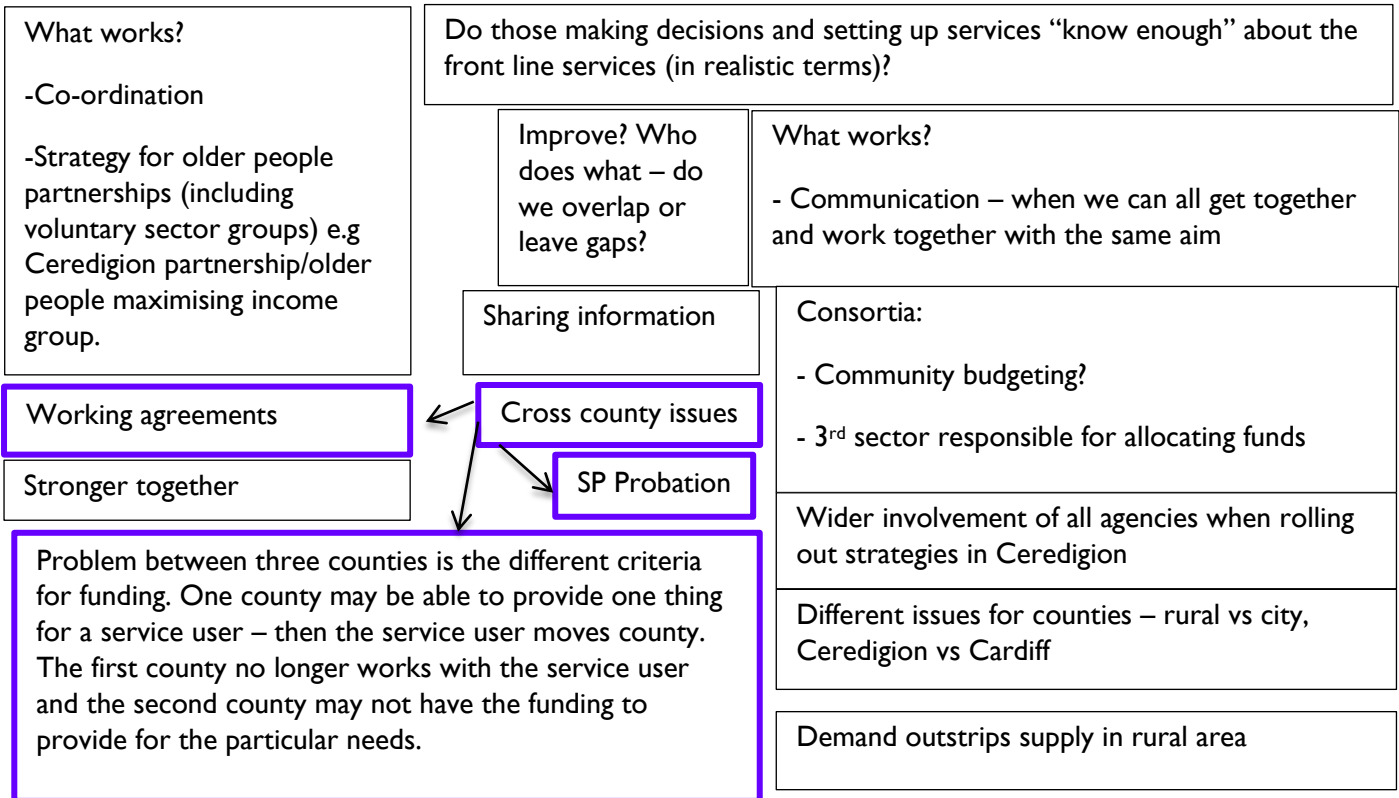 What works?
-Co-ordination
-Strategy for older people
partnerships (including
voluntary sector groups) e.g
Ceredigion partnership/older
people maximising income
group.
Do those making decisions and setting up services “know enough” about the
front line services (in realistic terms)?
Improve? Who
does what – do
we overlap or
leave gaps?
What works?
- Communication – when we can all get together
and work together with the same aim
Sharing information
Consortia:
- Community budgeting?
- 3rd sector responsible for allocating funds
Working agreements
Cross county issues
Stronger together
SP Probation
Wider involvement of all agencies when rolling
out strategies in Ceredigion
Problem between three counties is the different criteria
for funding. One county may be able to provide one thing
for a service user – then the service user moves county.
The first county no longer works with the service user
and the second county may not have the funding to
provide for the particular needs.
Different issues for counties – rural vs city,
Ceredigion vs Cardiff
Demand outstrips supply in rural area